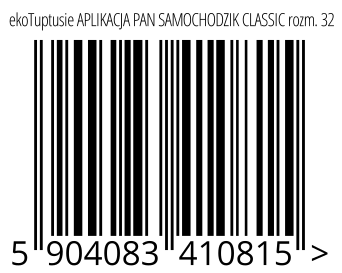 ekoTuptusie APLIKACJA PAN SAMOCHODZIK CLASSIC rozm. 32
5 904083 410815 >